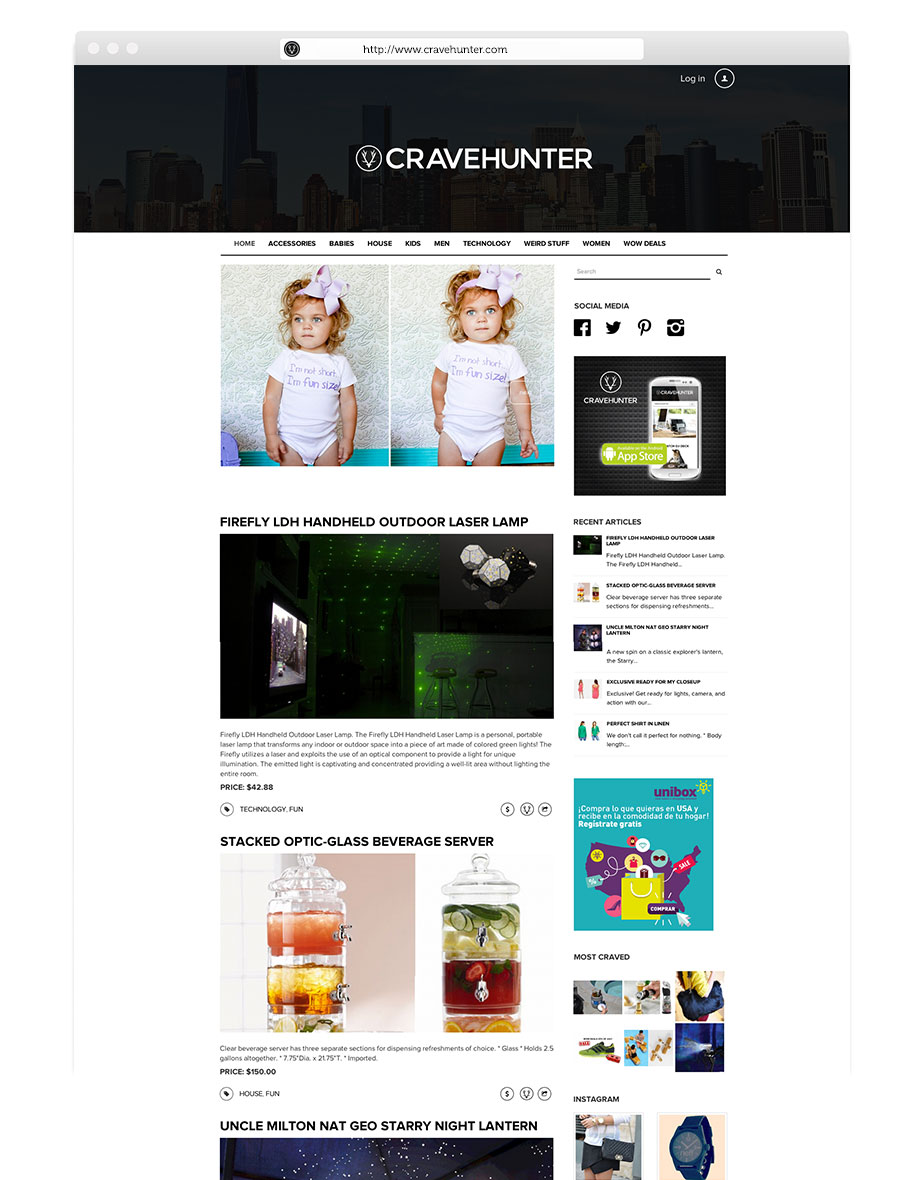 http://www.cravehunter.com
Log in
CRAVEHUNTER
HOME ACCESSORIES BABIES HOUSE KIDS MEN TECHNOLOGY WEIRD STUFF WOMEN WOW DEALS
I'm not short..
I'm fun size!
I'm not short..
I'm fun size!
Search
SOCIAL MEDIA
CRAVEHUNTER
CRAVEHUNTER
Available on the Android
App Store
FIREFLY LDH HANDHELD OUTDOOR LASER LAMP
Firefly LDH Handheld Outdoor Laser Lamp. The Firefly LDH Handheld Laser Lamp is a personal, portable
laser lamp that transforms any indoor or outdoor space into a piece of art made of colored green lights! The
Firefly utilizes a laser and exploits the use of an optical component to provide a light for unique
illumination. The emitted light is captivating and concentrated providing a well-lit area without lighting the
entire room.
PRICE: $42.88
TECHNOLOGY, FUN
$
STACKED OPTIC-GLASS BEVERAGE SERVER
Clear beverage server has three separate sections for dispensing refreshments of choice. * Glass * Holds 2.5
gallons altogether. * 7.75"Dia. x 21.75"T. * Imported.
PRICE: $150.00
HOUSE, FUN
$
UNCLE MILTON NAT GEO STARRY NIGHT LANTERN
RECENT ARTICLES
FIREFLY LDH HANDHELD OUTDOOR LASER
LAMP
Firefly LDH Handheld Outdoor Laser Lamp.
The Firefly LDH Handheld...
STACKED OPTIC-GLASS BEVERAGE SERVER
Clear beverage server has three separate
sections for dispensing refreshments...
UNCLE MILTON NAT GEO STARRY NIGHT
LANTERN
A new spin on a classic explorer's lantern,
the Starry...
EXCLUSIVE READY FOR MY CLOSEUP
Exclusive! Get ready for lights, camera, and
action with our...
PERFECT SHIRT IN LINEN
We don't call it perfect for nothing. * Body
length:...
unibox
¡Compra lo que quieras en USA y
recibe en la comodidad de tu hogar!
Regístrate gratis
SALE
%
COMPRAR
MOST CRAVED
INSTAGRAM